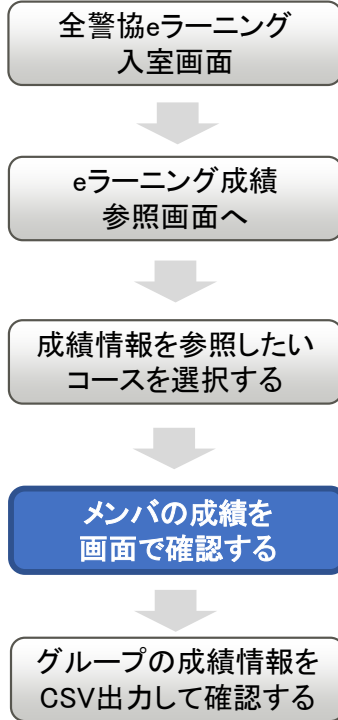 全警協eラーニング
入室画面
eラーニング成績
参照画面へ
成績情報を参照したい
コースを選択する
メンバの成績を
画面で確認する
グループの成績情報を
CSV出力して確認する